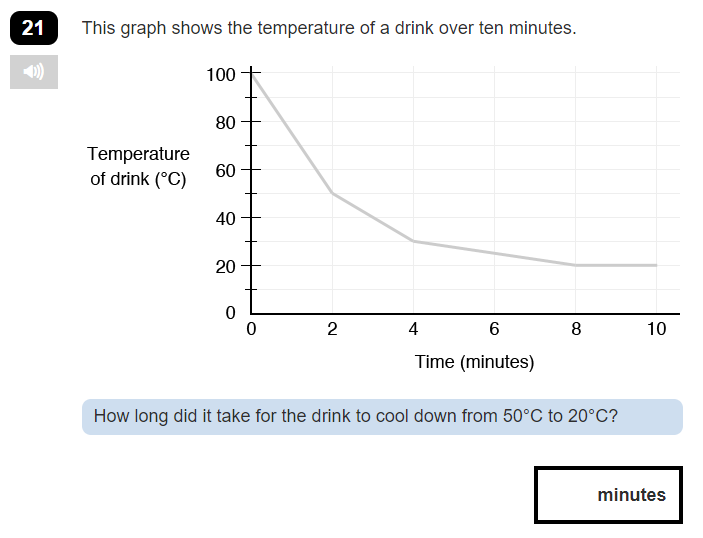 21
This graph shows the temperature of a drink over ten minutes.
100
80
Temperature
of drink (°C)
60
40
20
0
0 2 4 6 8 10
Time (minutes)
How long did it take for the drink to cool down from 50°C to 20°C?
minutes